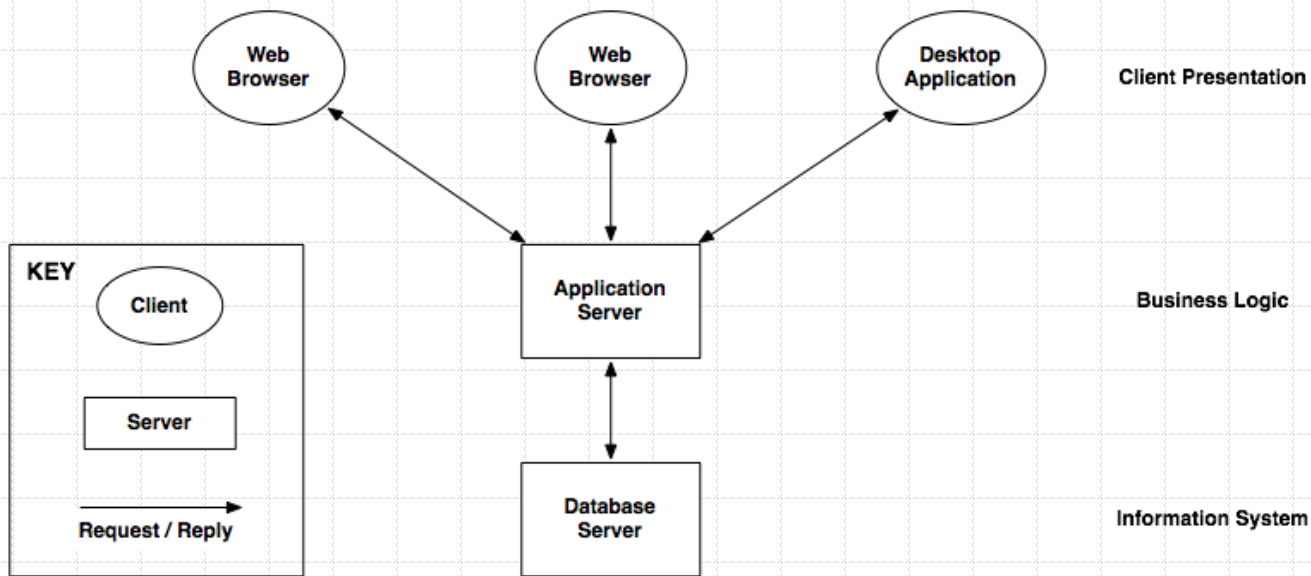 Web
Browser
Web
Browser
Desktop
Application
Client Presentation
KEY
Client
Application
Server
Business Logic
Server
Request / Reply
Database
Server
Information System